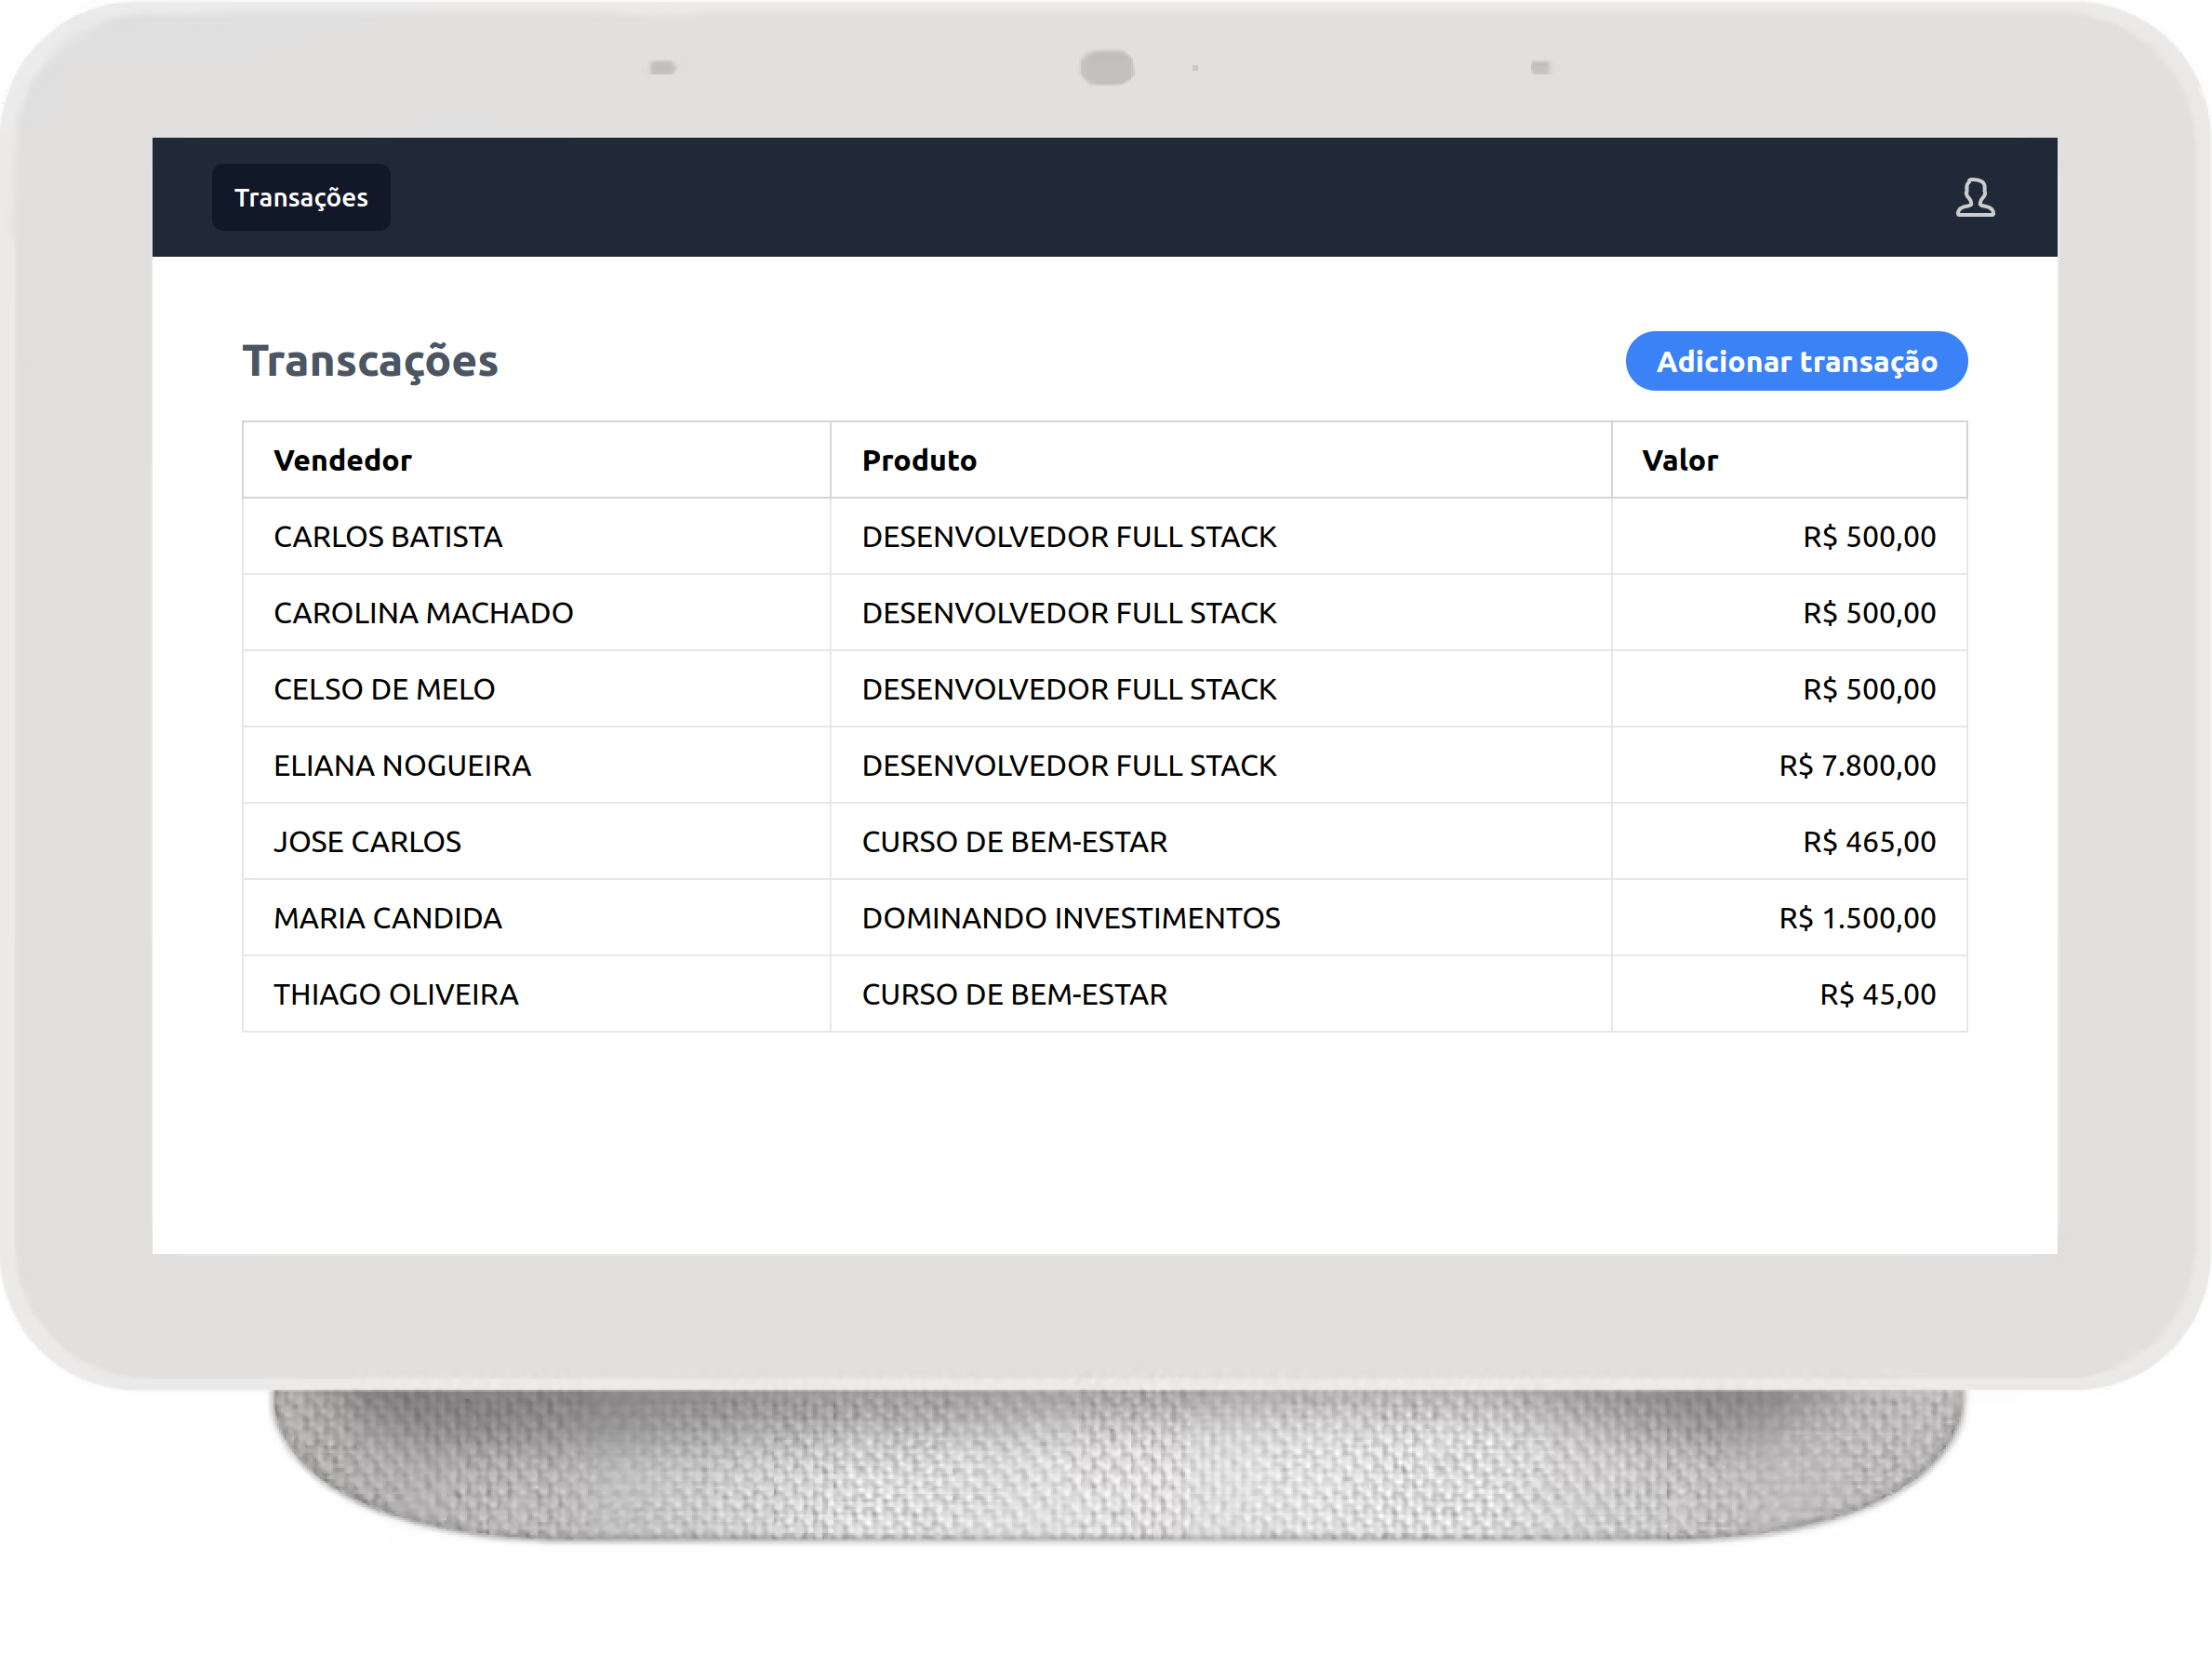 Transações
Transcações
Adicionar transação
Vendedor Produto Valor
CARLOS BATISTA DESENVOLVEDOR FULL STACK R$ 500,00
CAROLINA MACHADO DESENVOLVEDOR FULL STACK R$ 500,00
CELSO DE MELO DESENVOLVEDOR FULL STACK R$ 500,00
ELIANA NOGUEIRA DESENVOLVEDOR FULL STACK R$ 7.800,00
JOSE CARLOS CURSO DE BEM-ESTAR R$ 465,00
MARIA CANDIDA DOMINANDO INVESTIMENTOS R$ 1.500,00
THIAGO OLIVEIRA CURSO DE BEM-ESTAR R$ 45,00